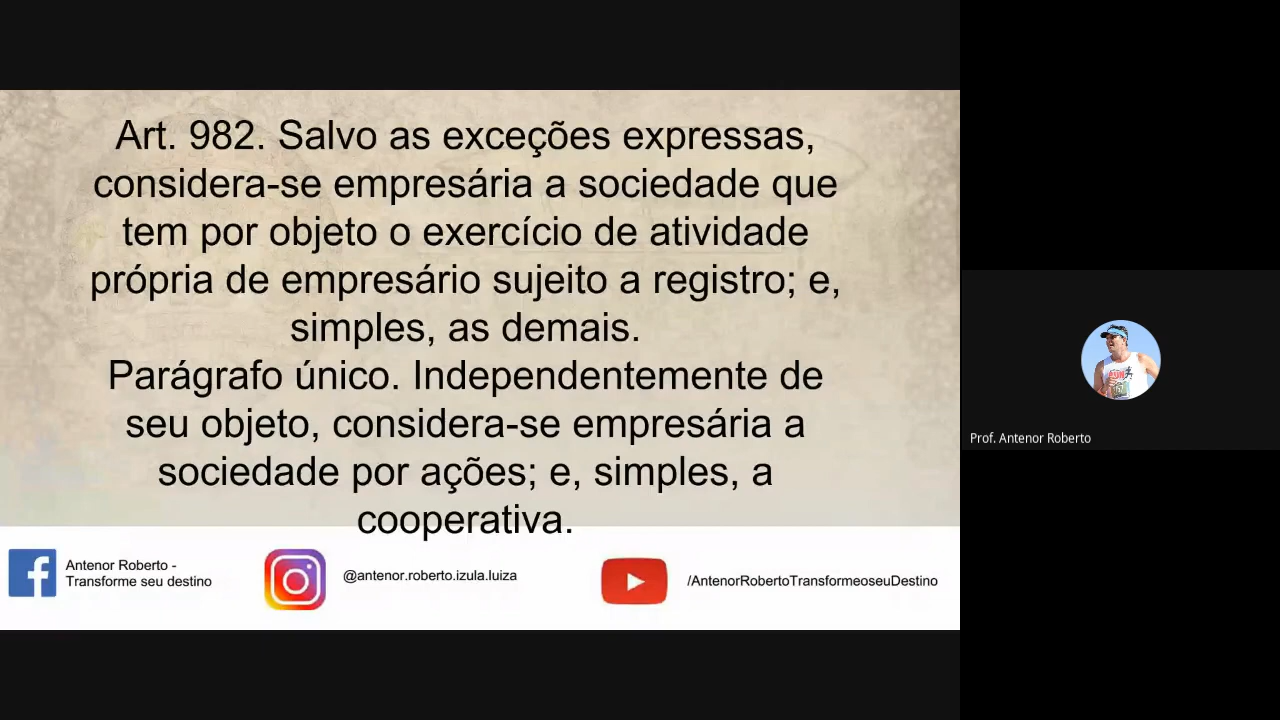 Art. 982. Salvo as exceções expressas,
considera-se empresária a sociedade que
tem por objeto o exercício de atividade
própria de empresário sujeito a registro; e,
simples, as demais.
Parágrafo único. Independentemente de
seu objeto, considera-se empresária a
sociedade por ações; e, simples, a
cooperativa.
Antenor Roberto -
Transforme seu destino
@antenor.roberto.izula.luiza
/AntenorRobertoTransformeoseuDestino
Prof. Antenor Roberto